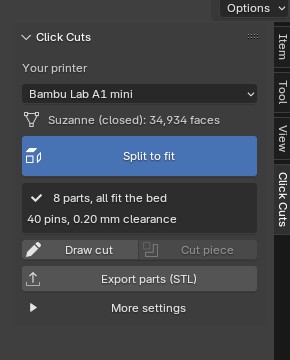 Options
Click Cuts
Your printer
Bambu Lab A1 mini
Suzanne (closed): 34,934 faces
Split to fit
8 parts, all fit the bed
40 pins, 0.20 mm clearance
Draw cut
Cut piece
Export parts (STL)
More settings
Item
Tool
View
Click Cuts